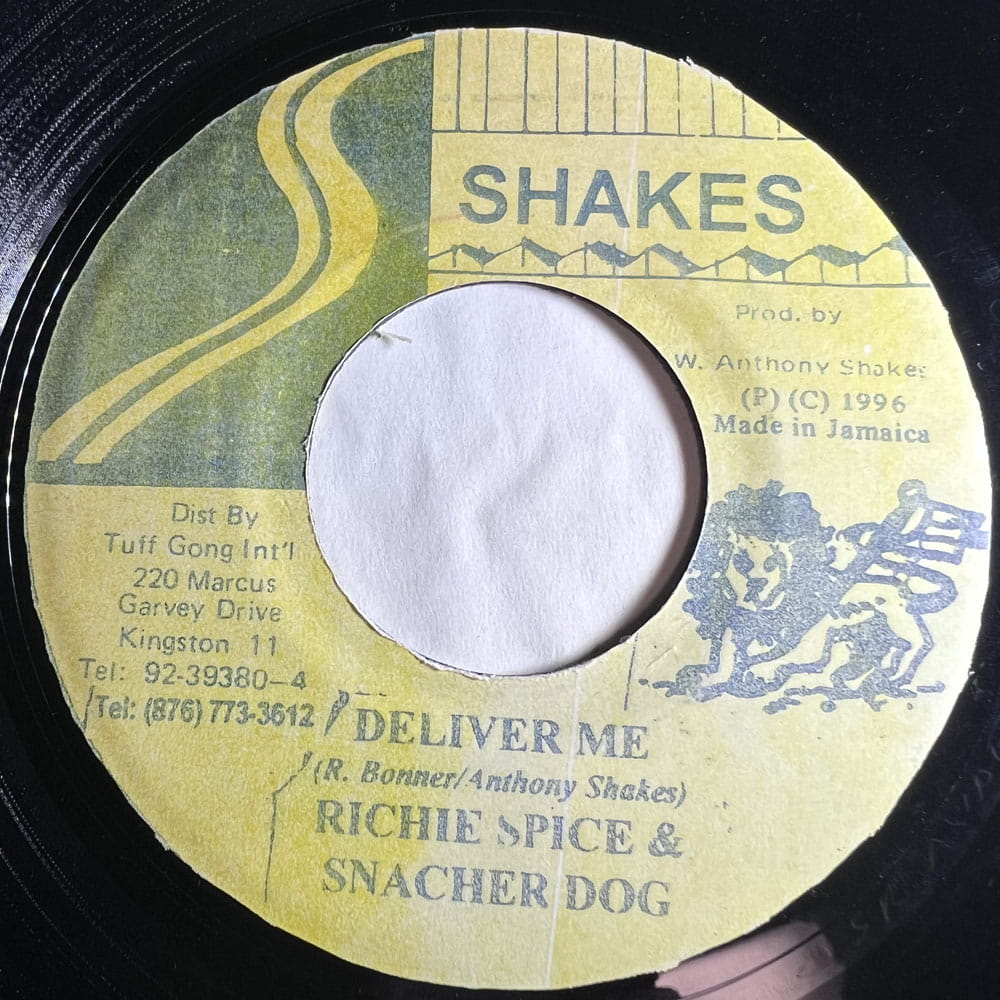 SHAKES
Prod. by
W. Anthony Shakes
(P) (C) 1996
Made in Jamaica
Dist By
Tuff Gong Int'l
220 Marcus
Garvey Drive
Kingston 11
Tel: 92-39380-4
Tel: (876) 773-3612
DELIVER ME
(R. Bonner/Anthony Shakes)
RICHIE SPICE &
SNACHER DOG